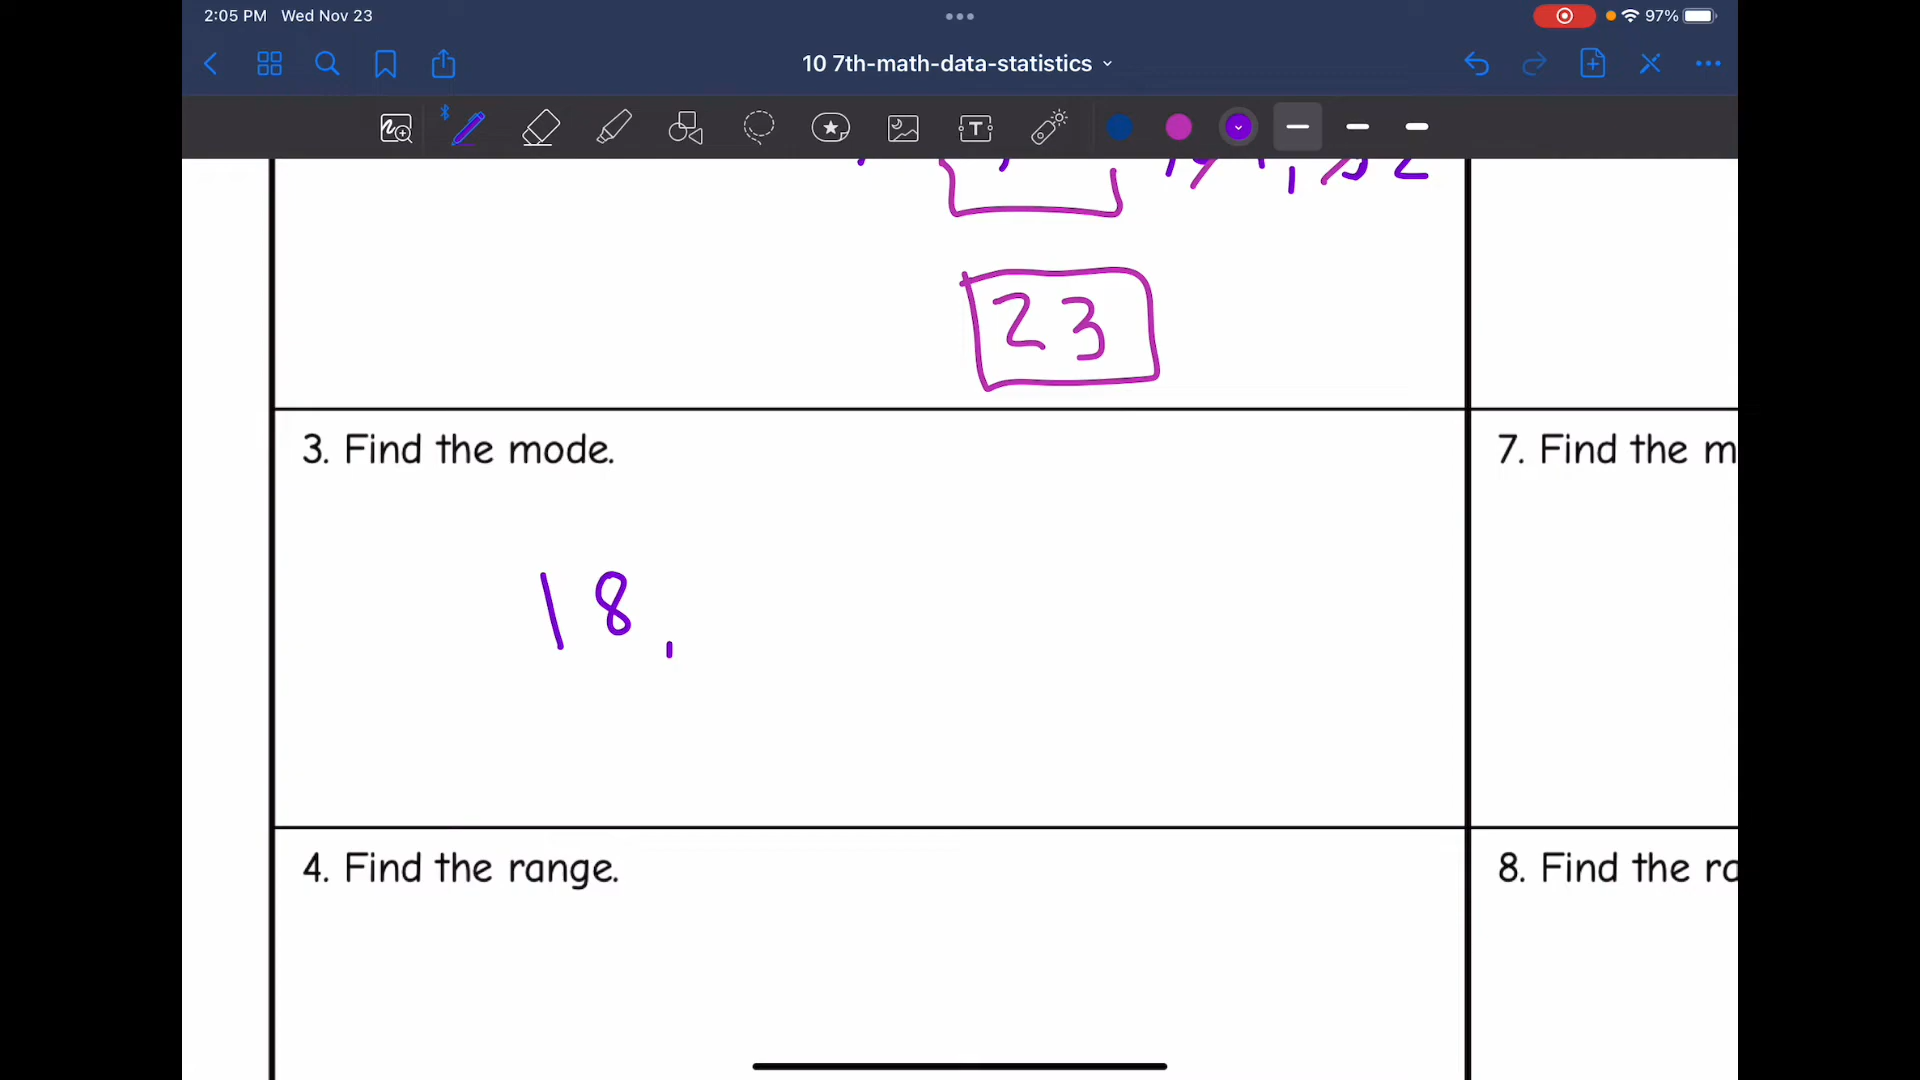 2:05 PM Wed Nov 23
97%
10 7th-math-data-statistics
T
23
3. Find the mode.
7. Find the m
18,
4. Find the range.
8. Find the ra